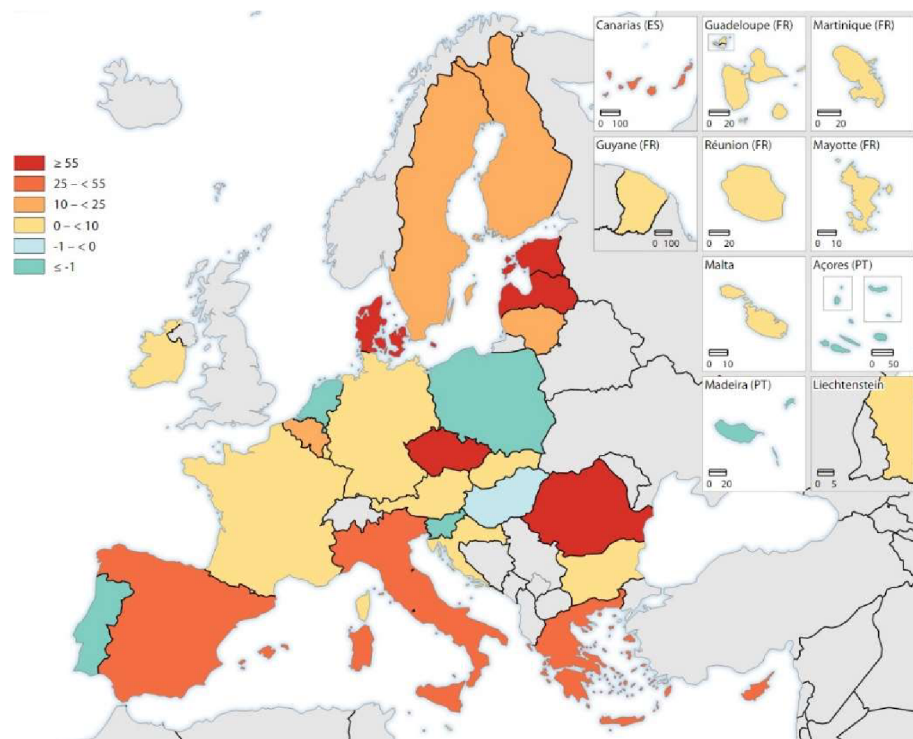 ≥ 55
25 – < 55
10 – < 25
0 – < 10
-1 – < 0
≤ -1
Canarias (ES)
0 100
Guadeloupe (FR)
0 20
Martinique (FR)
0 20
Guyane (FR)
0 100
Réunion (FR)
0 20
Mayotte (FR)
0 10
Malta
0 10
Açores (PT)
0 50
Madeira (PT)
0 20
Liechtenstein
0 5